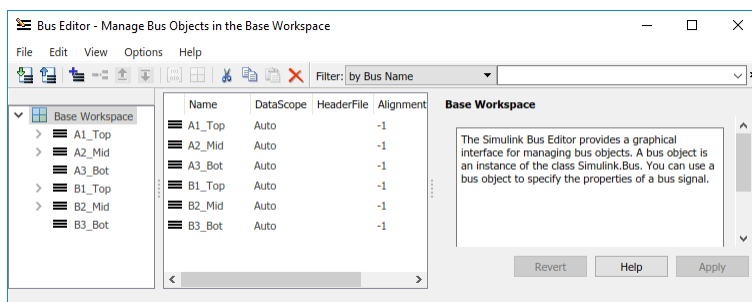 Bus Editor - Manage Bus Objects in the Base Workspace
File Edit View Options Help
Filter: by Bus Name
Base Workspace
A1_Top
A2_Mid
A3_Bot
B1_Top
B2_Mid
B3_Bot
Name DataScope HeaderFile Alignment
A1_Top Auto -1
A2_Mid Auto -1
A3_Bot Auto -1
B1_Top Auto -1
B2_Mid Auto -1
B3_Bot Auto -1
Base Workspace
The Simulink Bus Editor provides a graphical
interface for managing bus objects. A bus object is
an instance of the class Simulink.Bus. You can use a
bus object to specify the properties of a bus signal.
Revert Help Apply